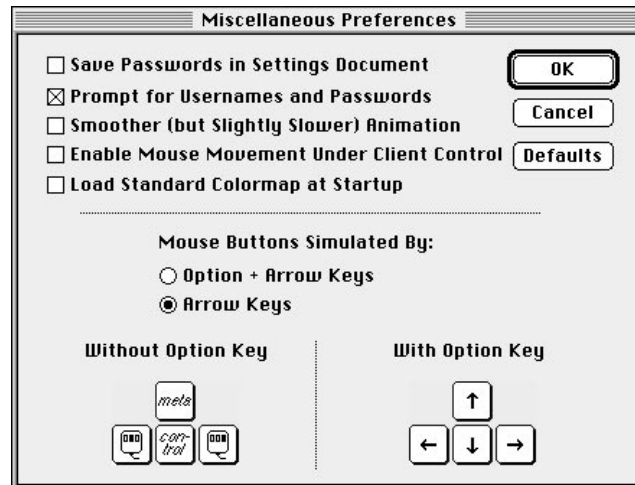 Miscellaneous Preferences
Save Passwords in Settings Document
OK
Prompt for Usernames and Passwords
Cancel
Smoother (but Slightly Slower) Animation
Enable Mouse Movement Under Client Control
Defaults
Load Standard Colormap at Startup
Mouse Buttons Simulated By:
Option + Arrow Keys
Arrow Keys
Without Option Key
With Option Key
meta
con-
trol